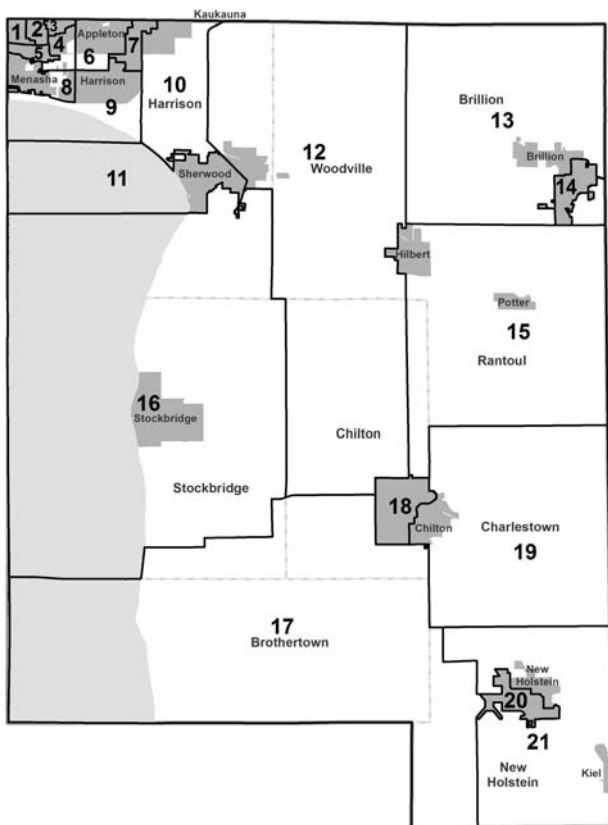 Kaukauna
1
2
3
4
Appleton
7
5
6
Menasha
8
Harrison
9
10
Harrison
Brillion
13
12
Woodville
Brillion
11
Sherwood
14
Hilbert
Potter
15
Rantoul
16
Stockbridge
Chilton
Stockbridge
18
Chilton
Charlestown
19
17
Brothertown
New
Holstein
20
21
New
Holstein
Kiel